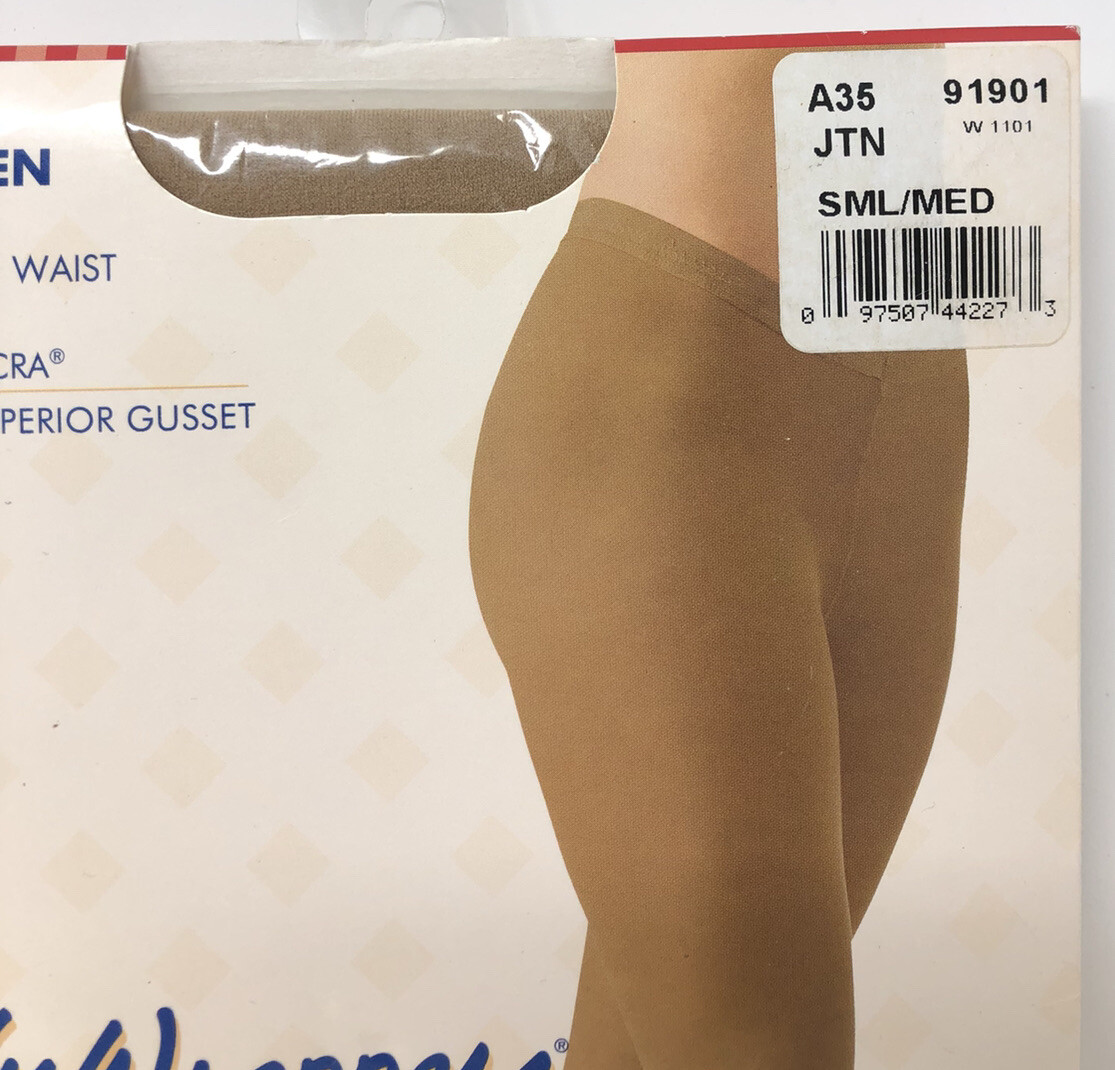 EN
WAIST
CRA®
PERIOR GUSSET
A35 91901
W 1101
JTN
SML/MED
0 97507 44227 3
®